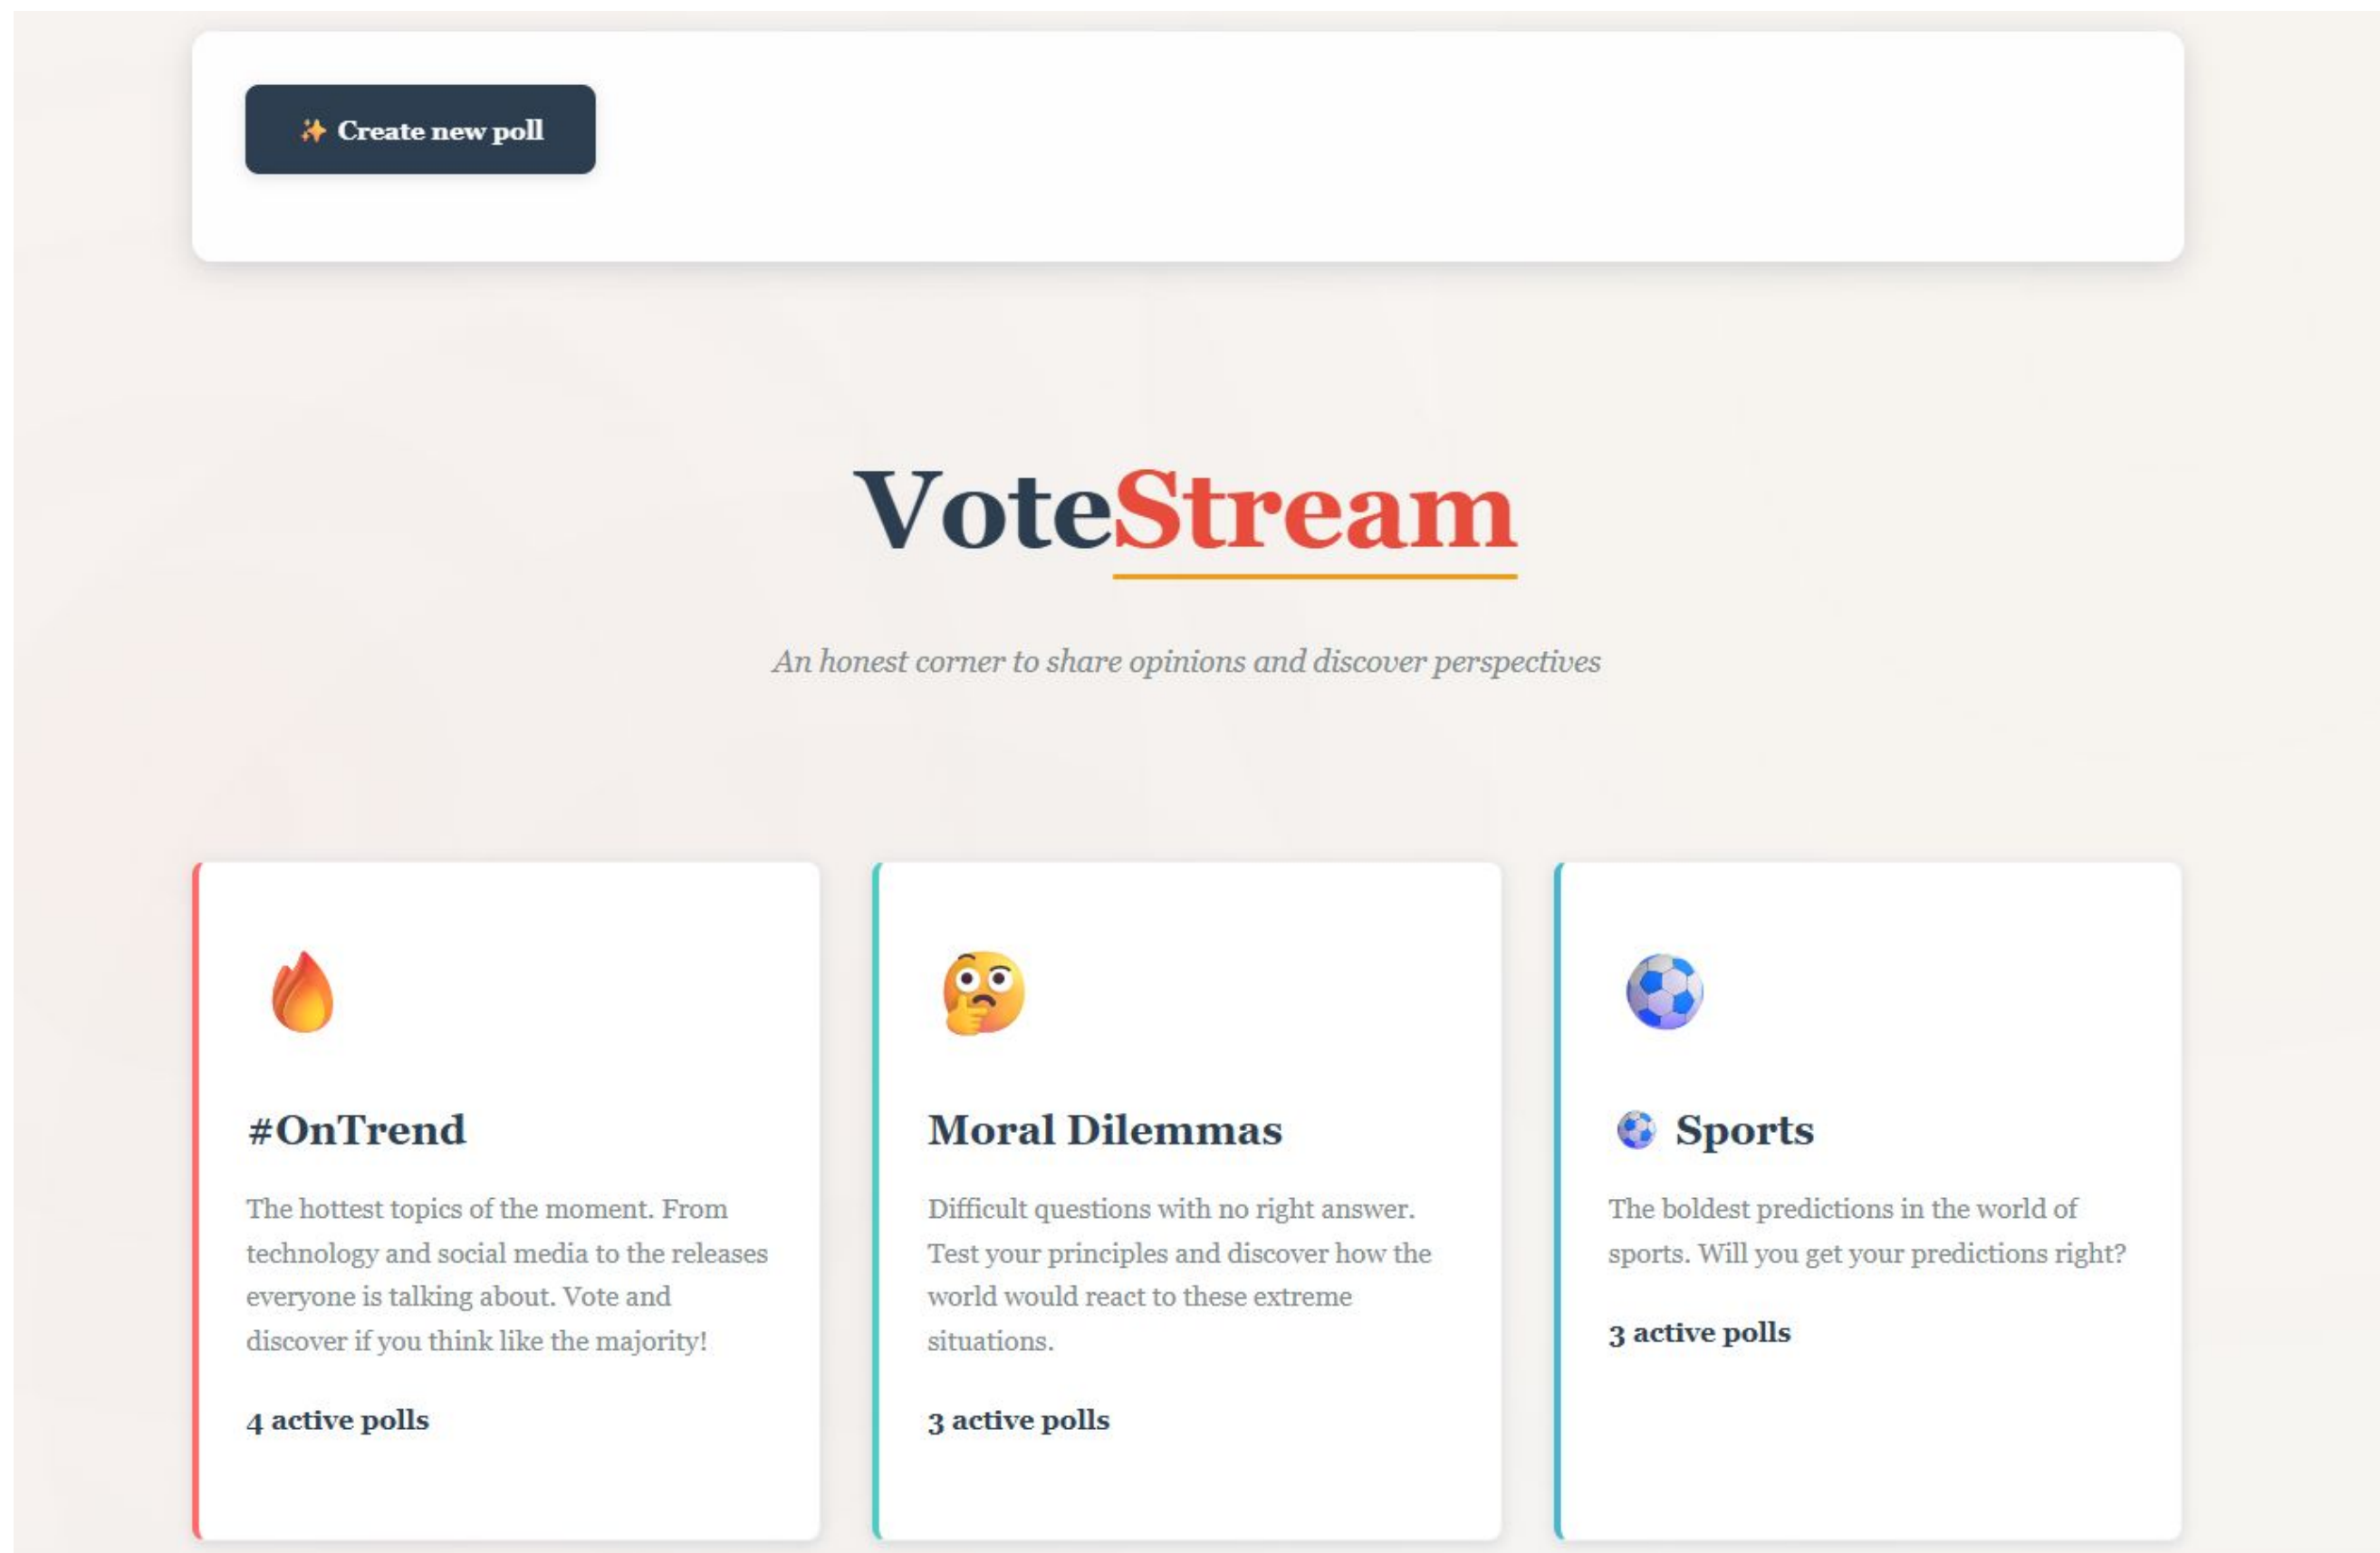 ✨ Create new poll
VoteStream
An honest corner to share opinions and discover perspectives
#OnTrend
The hottest topics of the moment. From
technology and social media to the releases
everyone is talking about. Vote and
discover if you think like the majority!
4 active polls
Moral Dilemmas
Difficult questions with no right answer.
Test your principles and discover how the
world would react to these extreme
situations.
3 active polls
⚽ Sports
The boldest predictions in the world of
sports. Will you get your predictions right?
3 active polls